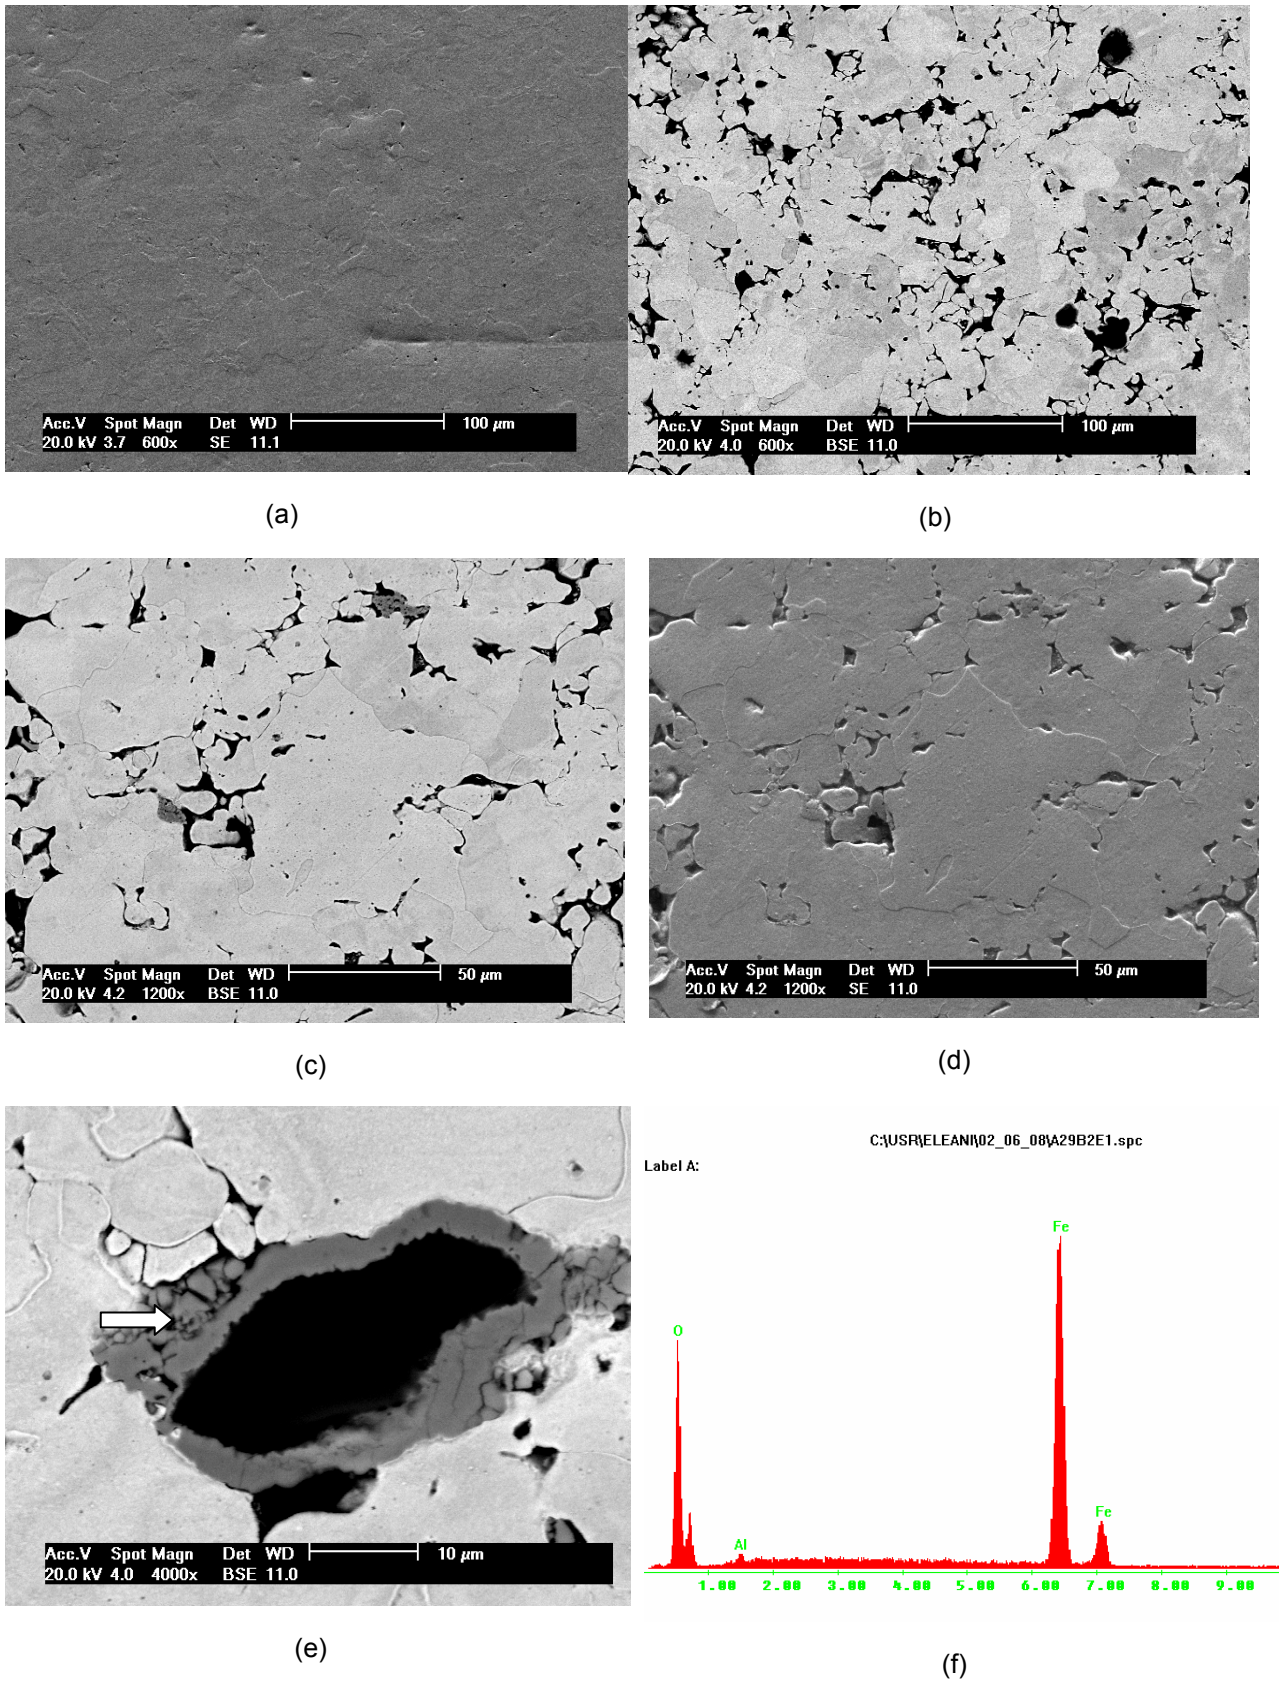 Acc.V Spot Magn Det WD 100 µm
20.0 kV 3.7 600x SE 11.1
Acc.V Spot Magn Det WD 100 µm
20.0 kV 4.0 600x BSE 11.0
(a)
(b)
Acc.V Spot Magn Det WD 50 µm
20.0 kV 4.2 1200x BSE 11.0
Acc.V Spot Magn Det WD 50 µm
20.0 kV 4.2 1200x SE 11.0
(c)
(d)
Acc.V Spot Magn Det WD 10 µm
20.0 kV 4.0 4000x BSE 11.0
C:\USR\ELEANI\02_06_08\A29B2E1.spc
Label A:
Fe
O
Fe
Al
1.00 2.00 3.00 4.00 5.00 6.00 7.00 8.00 9.00
(e)
(f)